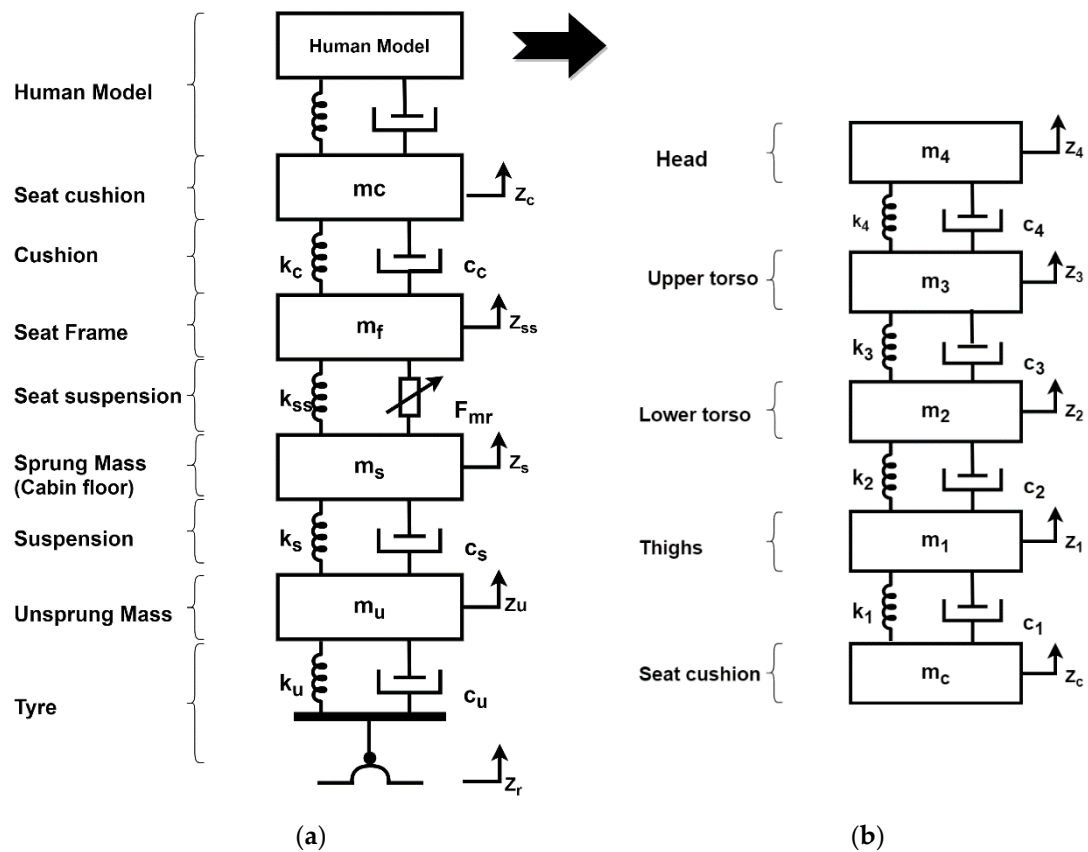 Human Model
Human Model
mc
Z_c
Seat cushion
Cushion
k_c
c_c
Seat Frame
m_f
Z_ss
Seat suspension
k_ss
F_mr
Sprung Mass
(Cabin floor)
m_s
Z_s
Suspension
k_s
c_s
Unsprung Mass
m_u
Zu
Tyre
k_u
c_u
Z_r
(a)
Head
m_4
Z_4
k_4
c_4
Upper torso
m_3
Z_3
k_3
c_3
Lower torso
m_2
Z_2
k_2
c_2
Thighs
m_1
Z_1
k_1
c_1
Seat cushion
m_c
Z_c
(b)